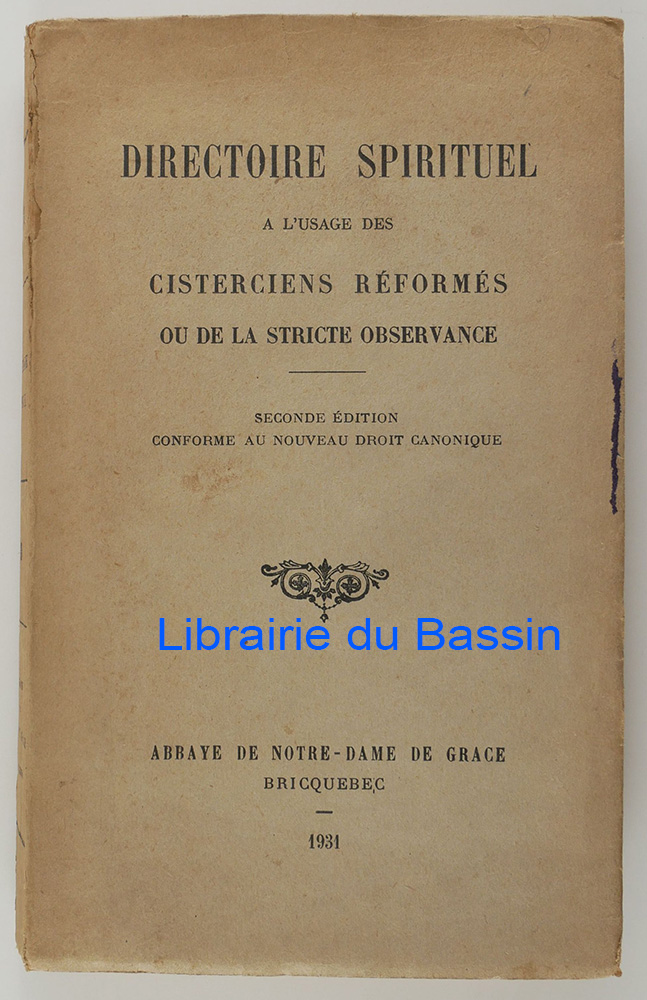 DIRECTOIRE SPIRITUEL
A L'USAGE DES
CISTERCIENS RÉFORMÉS
OU DE LA STRICTE OBSERVANCE
SECONDE ÉDITION
CONFORME AU NOUVEAU DROIT CANONIQUE
Librairie du Bassin
ABBAYE DE NOTRE-DAME DE GRACE
BRICQUEBEC
1931